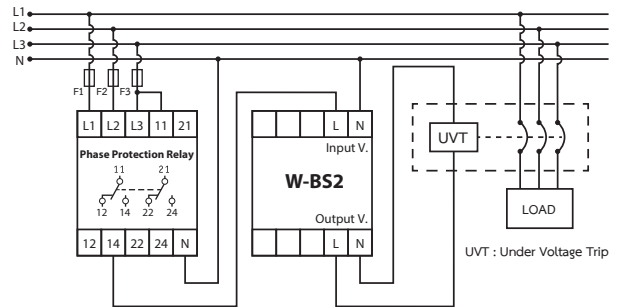 L1
L2
L3
N
F1 F2 F3
L1 L2 L3 11 21
Phase Protection Relay
11 21
12 14 22 24
12 14 22 24 N
L N
Input V.
W-BS2
Output V.
L N
UVT
LOAD
UVT : Under Voltage Trip